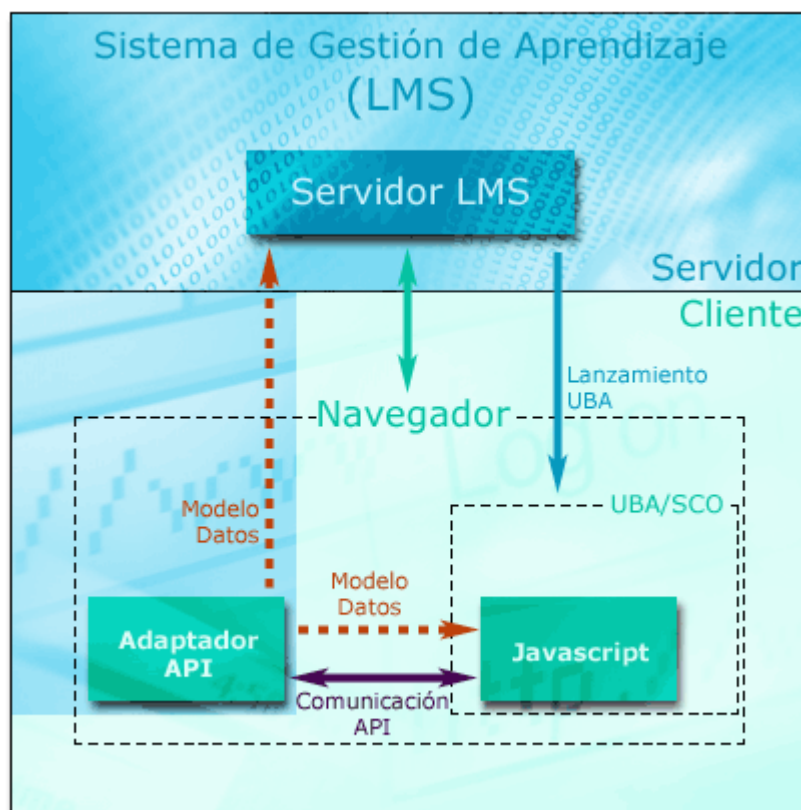 Sistema de Gestión de Aprendizaje
(LMS)
Servidor LMS
Servidor
Cliente
Lanzamiento
UBA
Navegador
UBA/SCO
Modelo
Datos
Modelo
Datos
Adaptador
API
Javascript
Comunicación
API